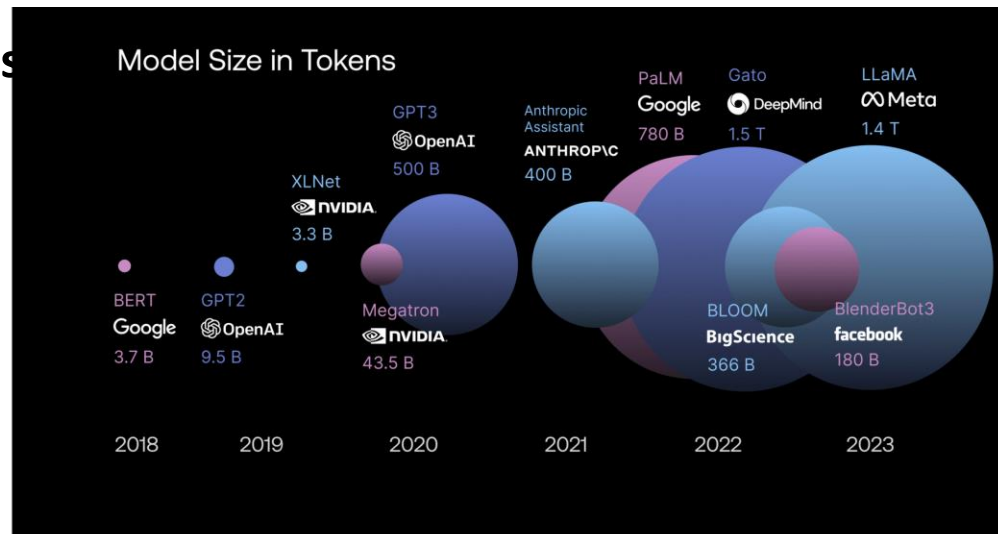 S
Model Size in Tokens
BERT
Google
3.7 B
GPT2
OpenAI
9.5 B
XLNet
NVIDIA.
3.3 B
Megatron
NVIDIA.
43.5 B
GPT3
OpenAI
500 B
Anthropic
Assistant
ANTHROP\C
400 B
PaLM
Google
780 B
Gato
DeepMind
1.5 T
BLOOM
BigScience
366 B
BlenderBot3
facebook
180 B
LLaMA
Meta
1.4 T
2018 2019 2020 2021 2022 2023